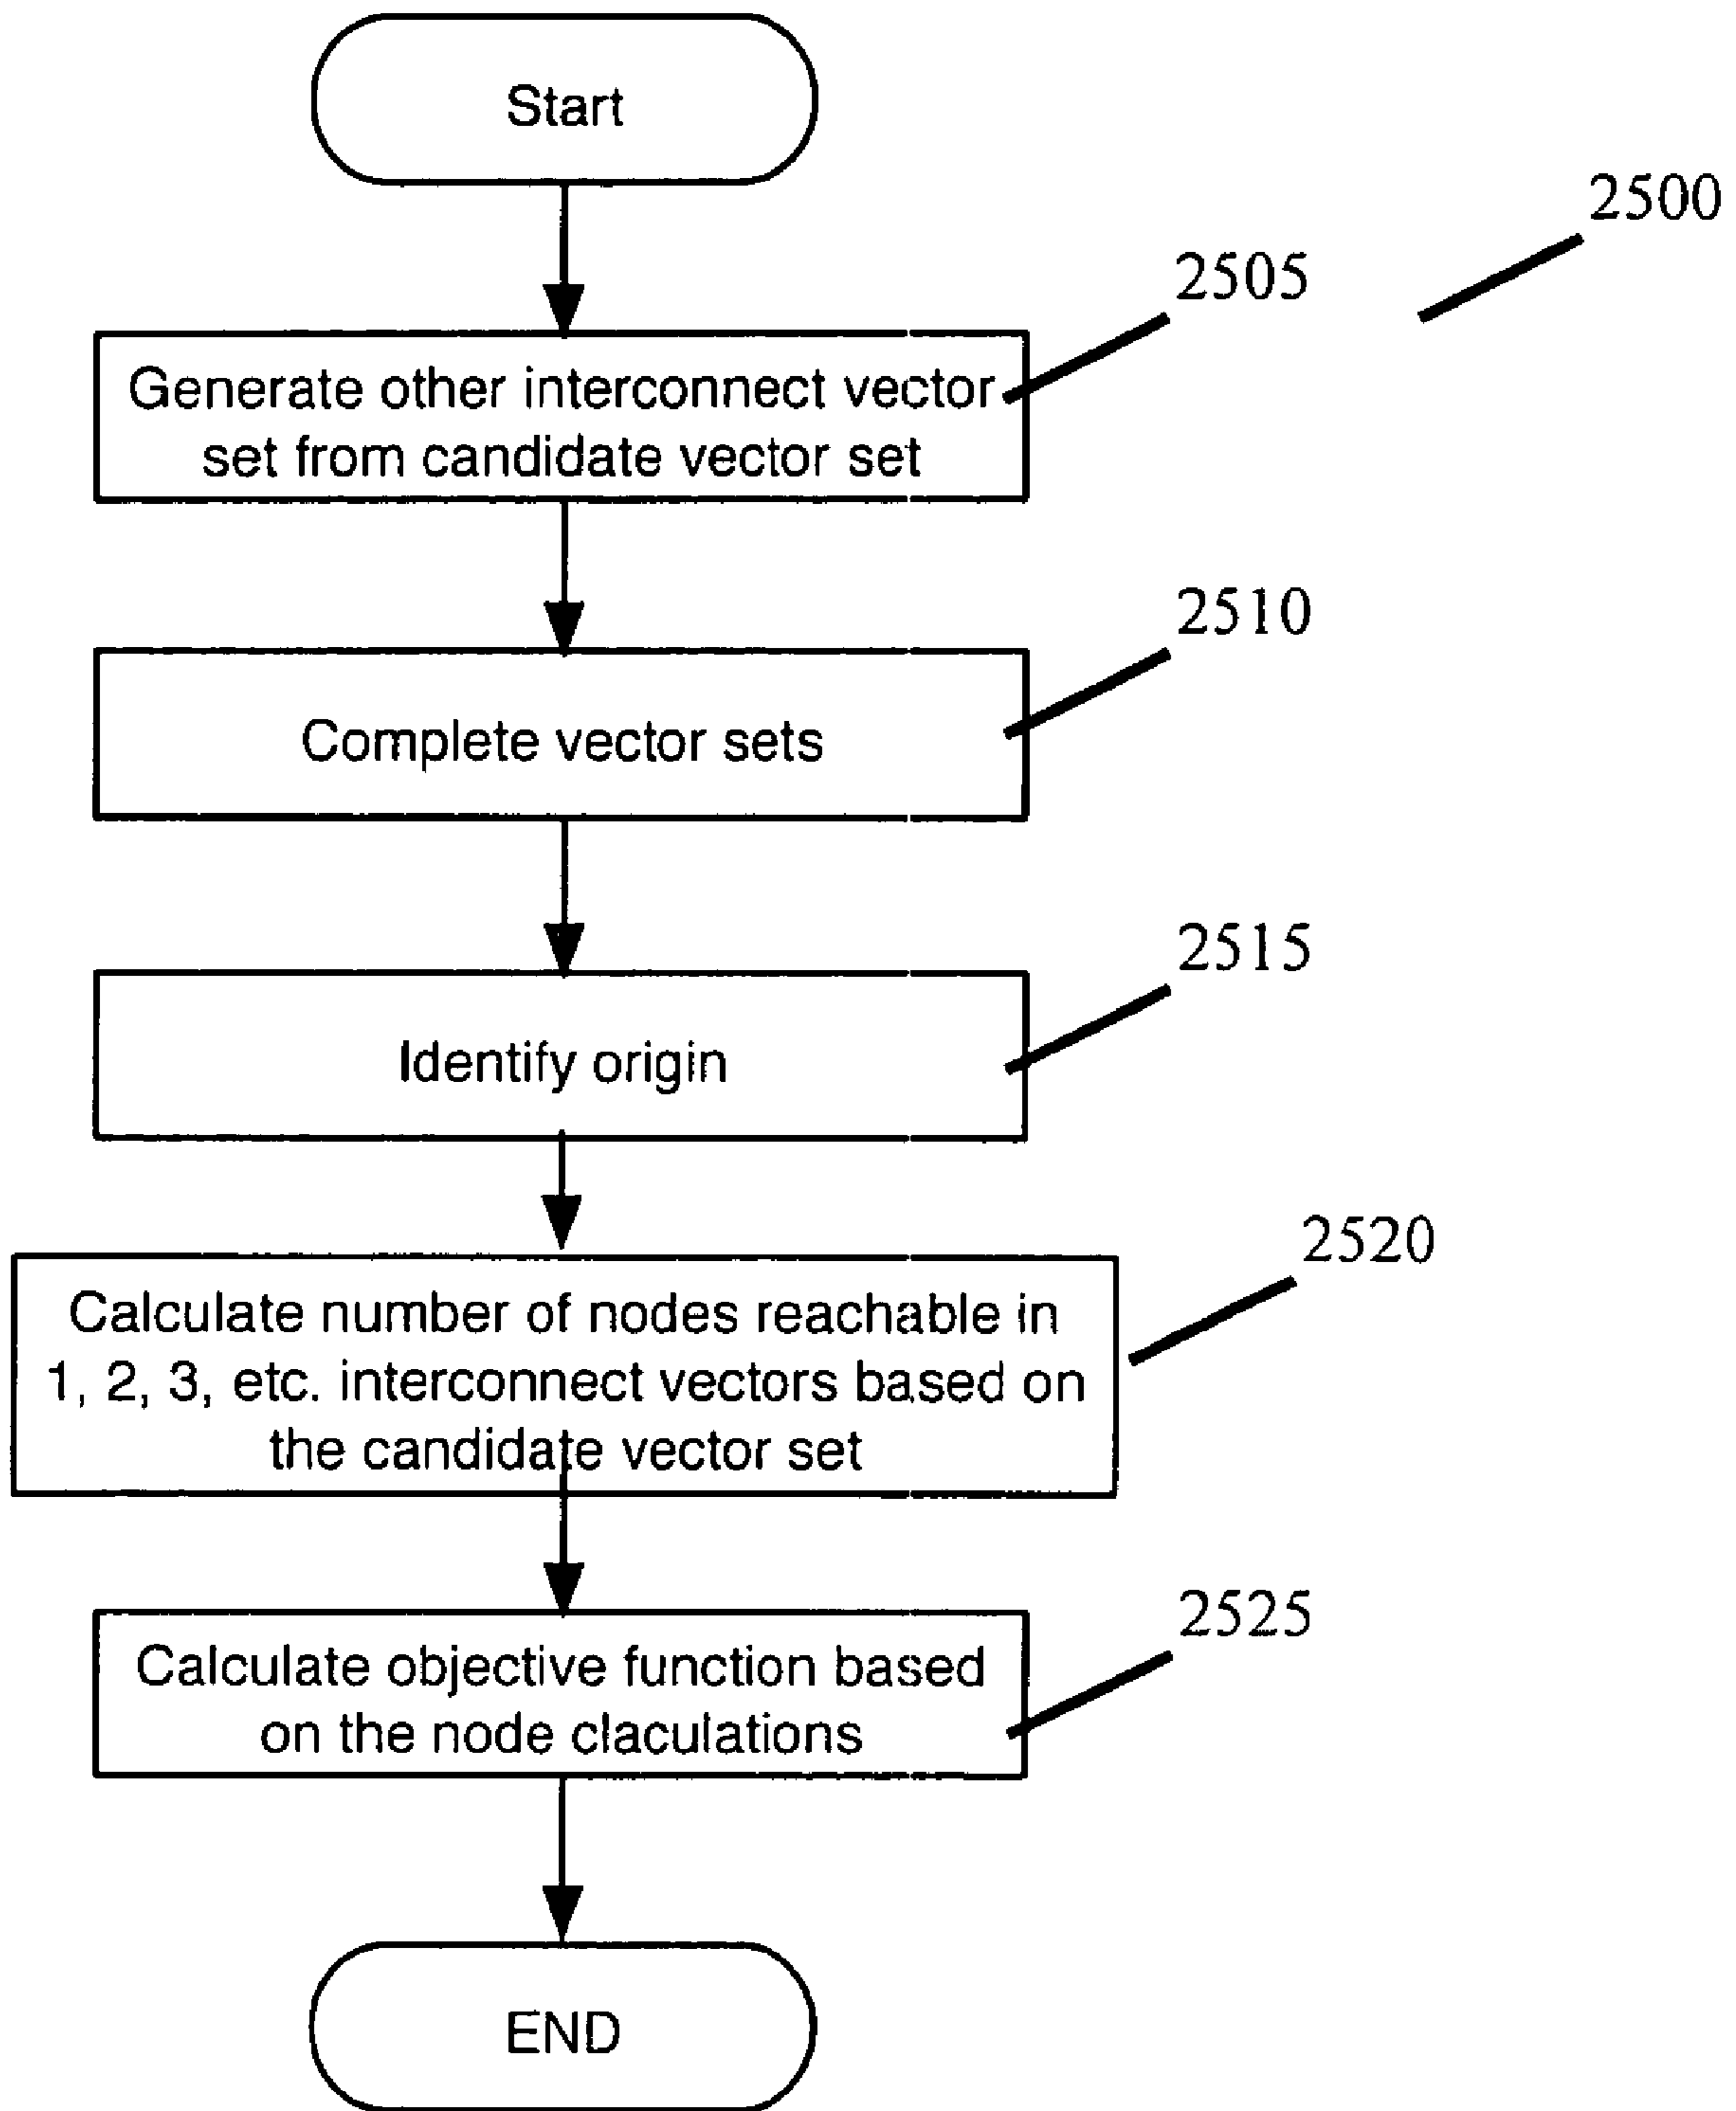 Start
2500
2505
Generate other interconnect vector
set from candidate vector set
2510
Complete vector sets
2515
Identify origin
2520
Calculate number of nodes reachable in
1, 2, 3, etc. interconnect vectors based on
the candidate vector set
2525
Calculate objective function based
on the node claculations
END